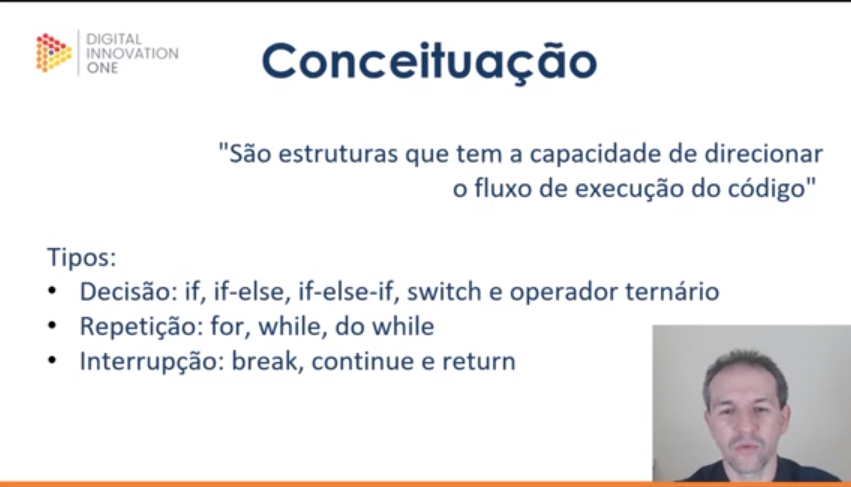 DIGITAL
INNOVATION
ONE
Conceituação
"São estruturas que tem a capacidade de direcionar
o fluxo de execução do código"
Tipos:
• Decisão: if, if-else, if-else-if, switch e operador ternário
• Repetição: for, while, do while
• Interrupção: break, continue e return